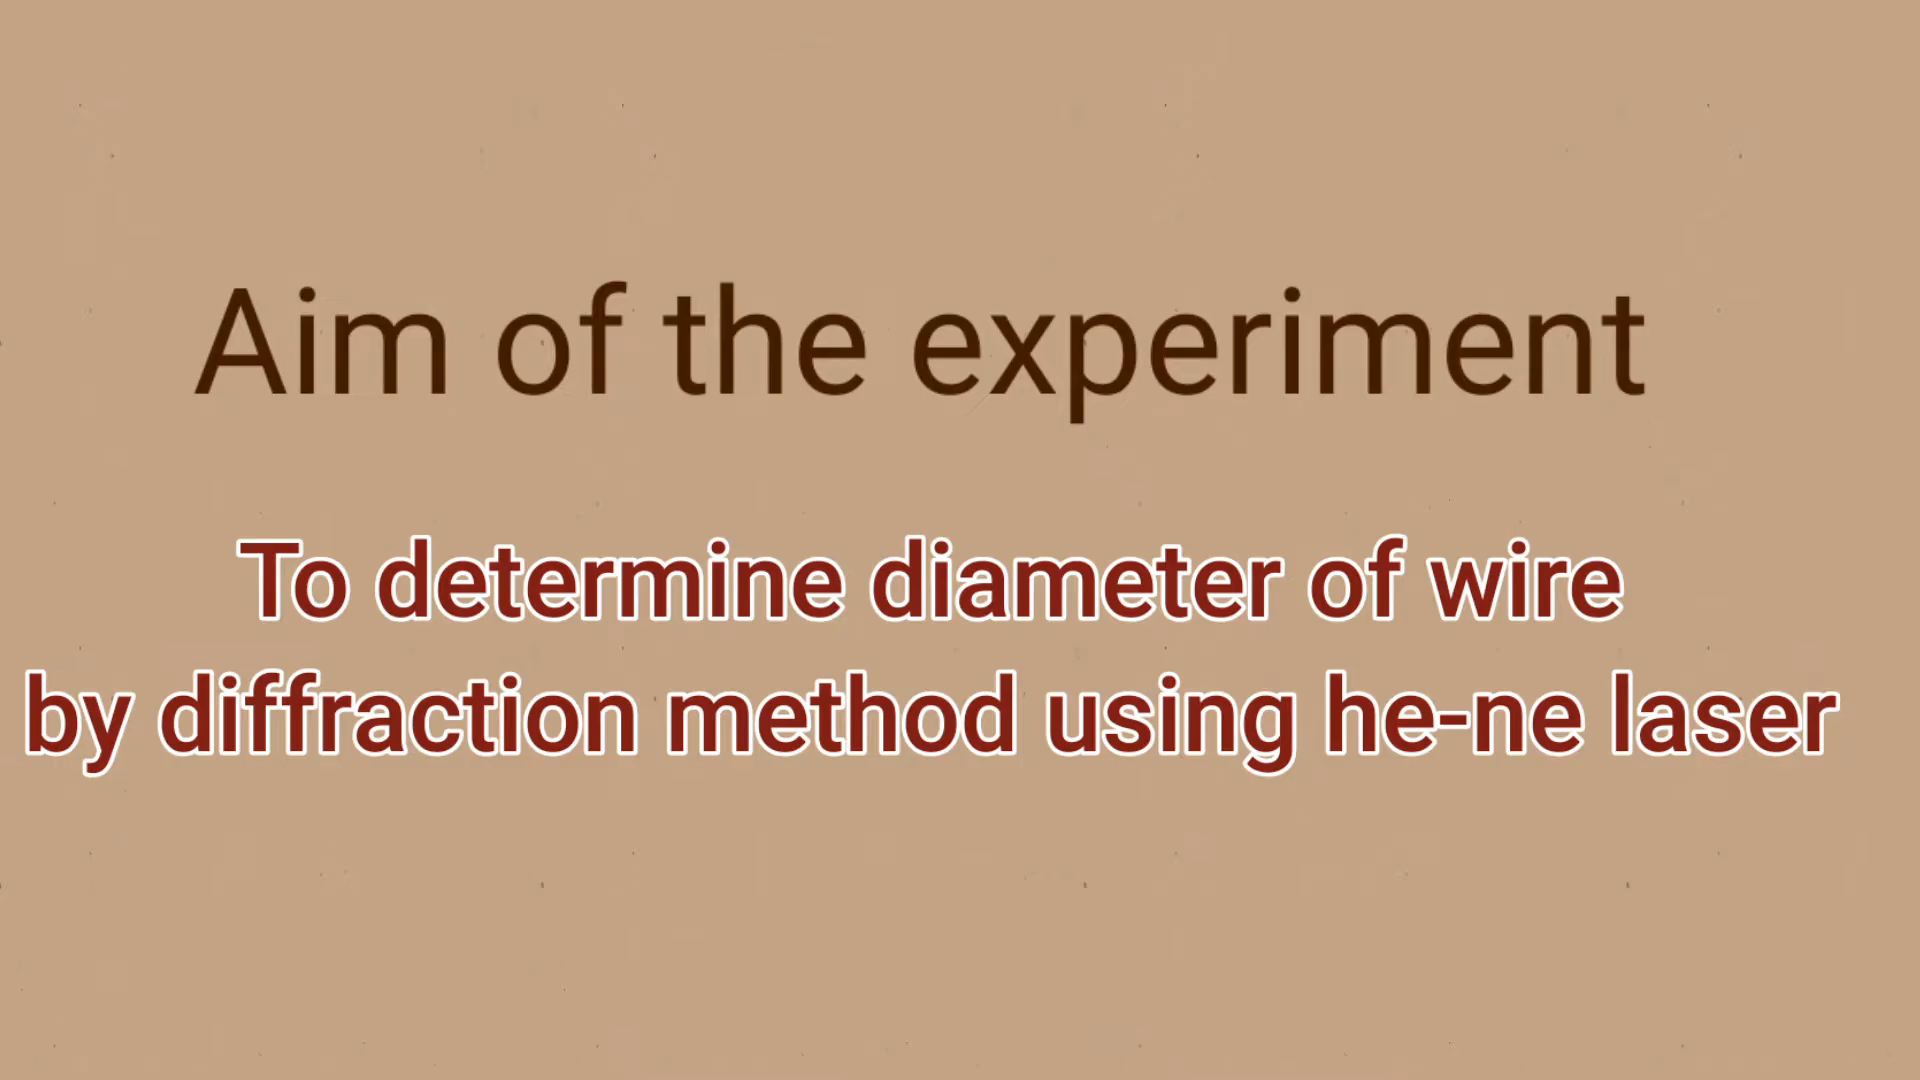 Aim of the experiment
To determine diameter of wire
by diffraction method using he-ne laser